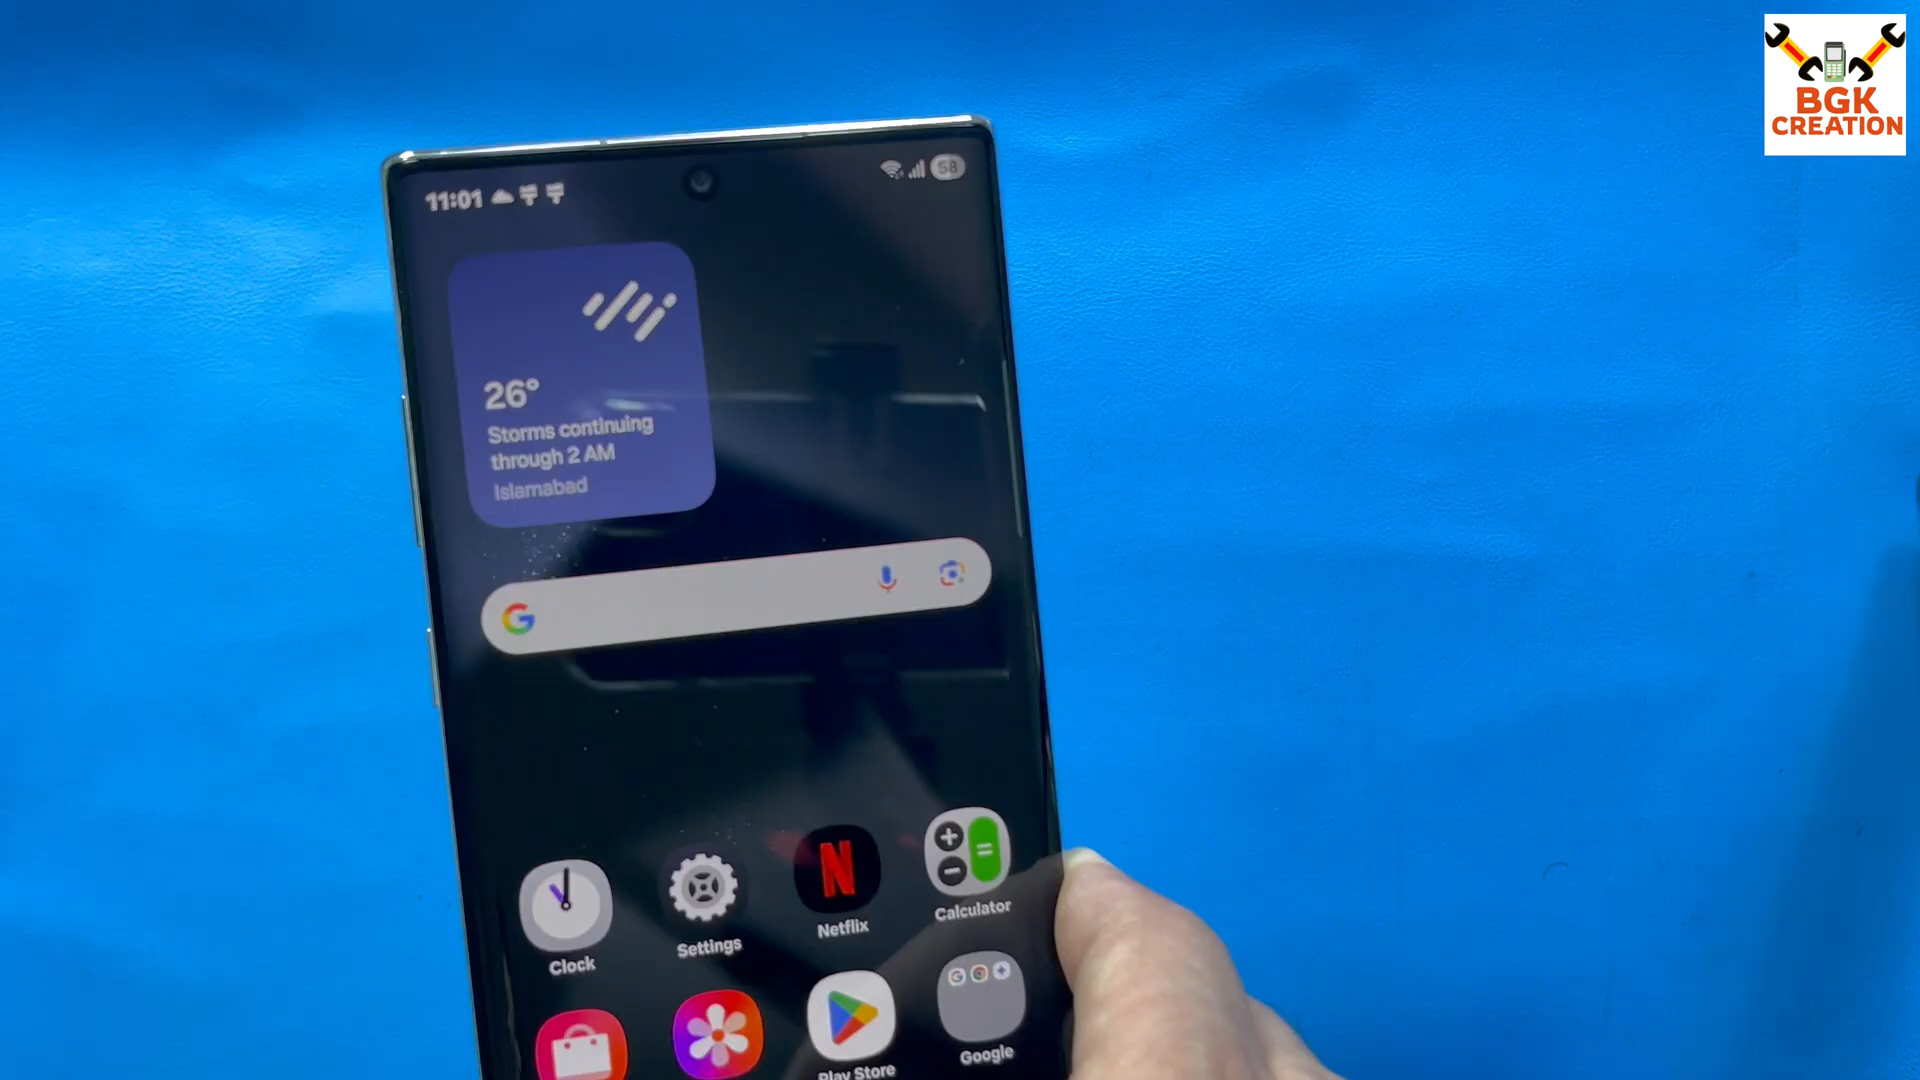 BGK
CREATION
11:01
58
26°
Storms continuing
through 2 AM
Islamabad
G
N
Clock
Settings
Netflix
Calculator
Play Store
Google